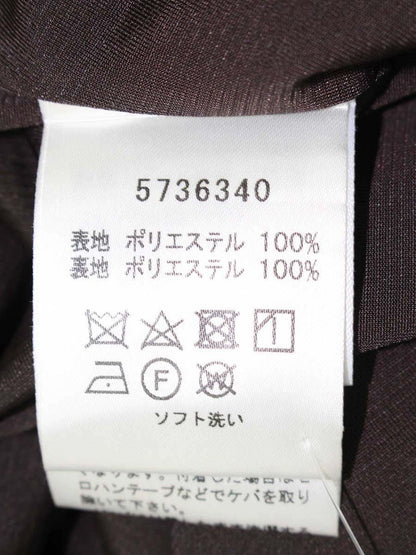 5736340
表地 ポリエステル 100%
裏地 ポリエステル 100%
F
W
ソフト洗い
ロハンテープなどでケバを取り
除いて下さい。